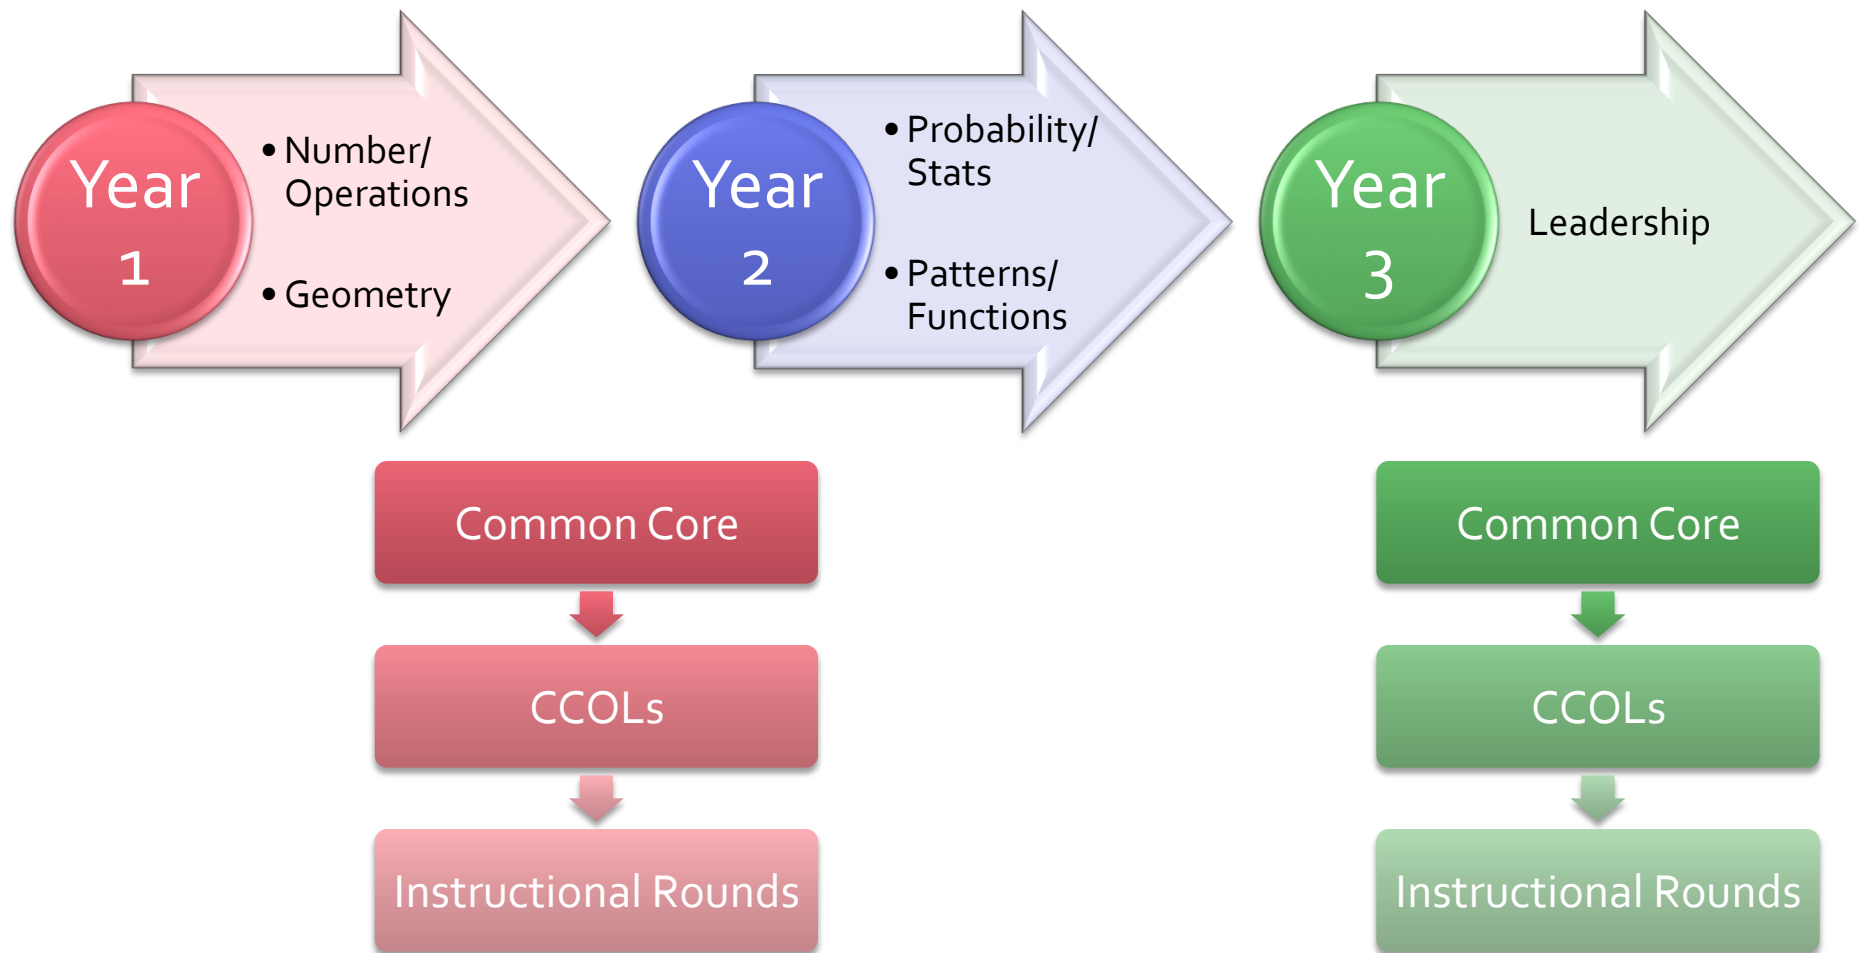 Year
1
• Number/
Operations
• Geometry
Year
2
• Probability/
Stats
• Patterns/
Functions
Year
3
Leadership
Common Core
CCOLs
Instructional Rounds
Common Core
CCOLs
Instructional Rounds